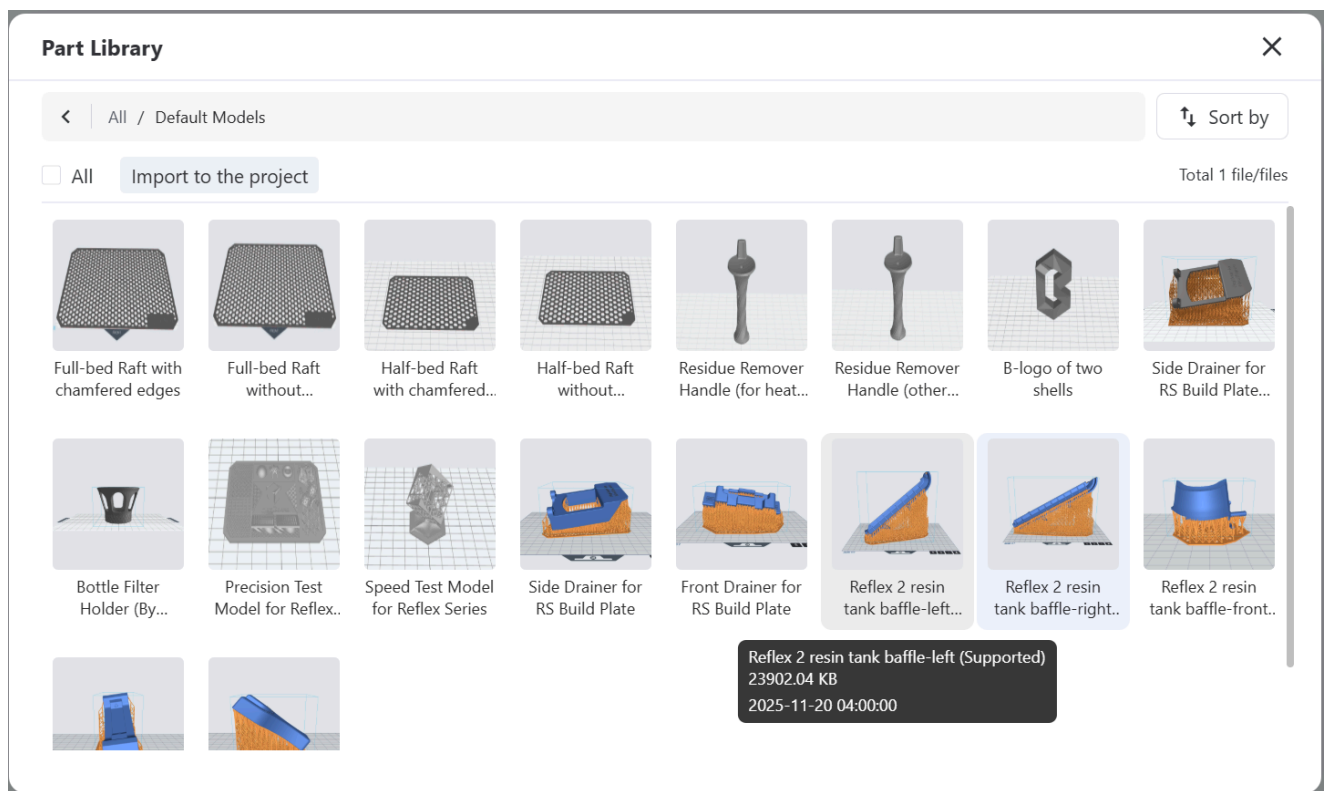 Part Library
All / Default Models
Sort by
All
Import to the project
Total 1 file/files
Full-bed Raft with
chamfered edges
Full-bed Raft
without...
Half-bed Raft
with chamfered...
Half-bed Raft
without...
Residue Remover
Handle (for heat...
Residue Remover
Handle (other...
B-logo of two
shells
Side Drainer for
RS Build Plate...
Bottle Filter
Holder (By...
Precision Test
Model for Reflex..
Speed Test Model
for Reflex Series
Side Drainer for
RS Build Plate
Front Drainer for
RS Build Plate
Reflex 2 resin
tank baffle-left...
Reflex 2 resin
tank baffle-right..
Reflex 2 resin
tank baffle-front..
Reflex 2 resin tank baffle-left (Supported)
23902.04 KB
2025-11-20 04:00:00